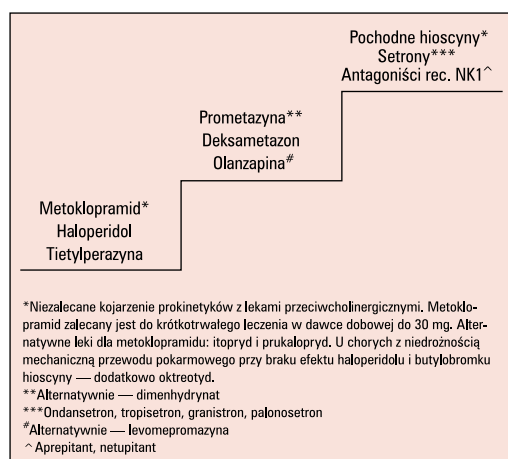 Pochodne hioscyny*
Setrony***
Antagoniści rec. NK1^
Prometazyna**
Deksametazon
Olanzapina#
Metoklopramid*
Haloperidol
Tietylperazyna
*Niezalecane kojarzenie prokinetyków z lekami przeciwcholinergicznymi. Metoklo-
pramid zalecany jest do krótkotrwałego leczenia w dawce dobowej do 30 mg. Alter-
natywne leki dla metoklopramidu: itopryd i prukalopryd. U chorych z niedrożnością
mechaniczną przewodu pokarmowego przy braku efektu haloperidolu i butylobromku
hioscyny — dodatkowo oktreotyd.
**Alternatywnie — dimenhydrynat
***Ondansetron, tropisetron, granistron, palonosetron
#Alternatywnie — levomepromazyna
^Aprepitant, netupitant